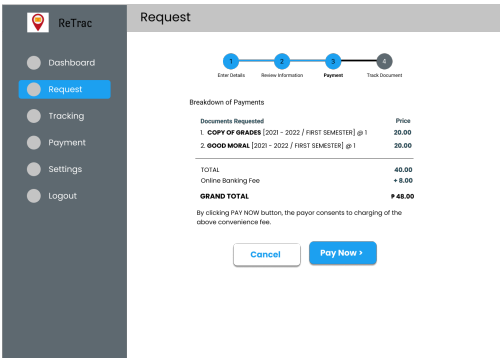 ReTrac
Request
Dashboard
Request
Tracking
Payment
Settings
Logout
1 2 3 4
Enter Details Review Information Payment Track Document
Breakdown of Payments
Documents Requested Price
1. COPY OF GRADES [2021 - 2022 / FIRST SEMESTER] @ 1 20.00
2. GOOD MORAL [2021 - 2022 / FIRST SEMESTER] @ 1 20.00
TOTAL 40.00
Online Banking Fee + 8.00
GRAND TOTAL ₱ 48.00
By clicking PAY NOW button, the payor consents to charging of the
above convenience fee.
Cancel Pay Now >